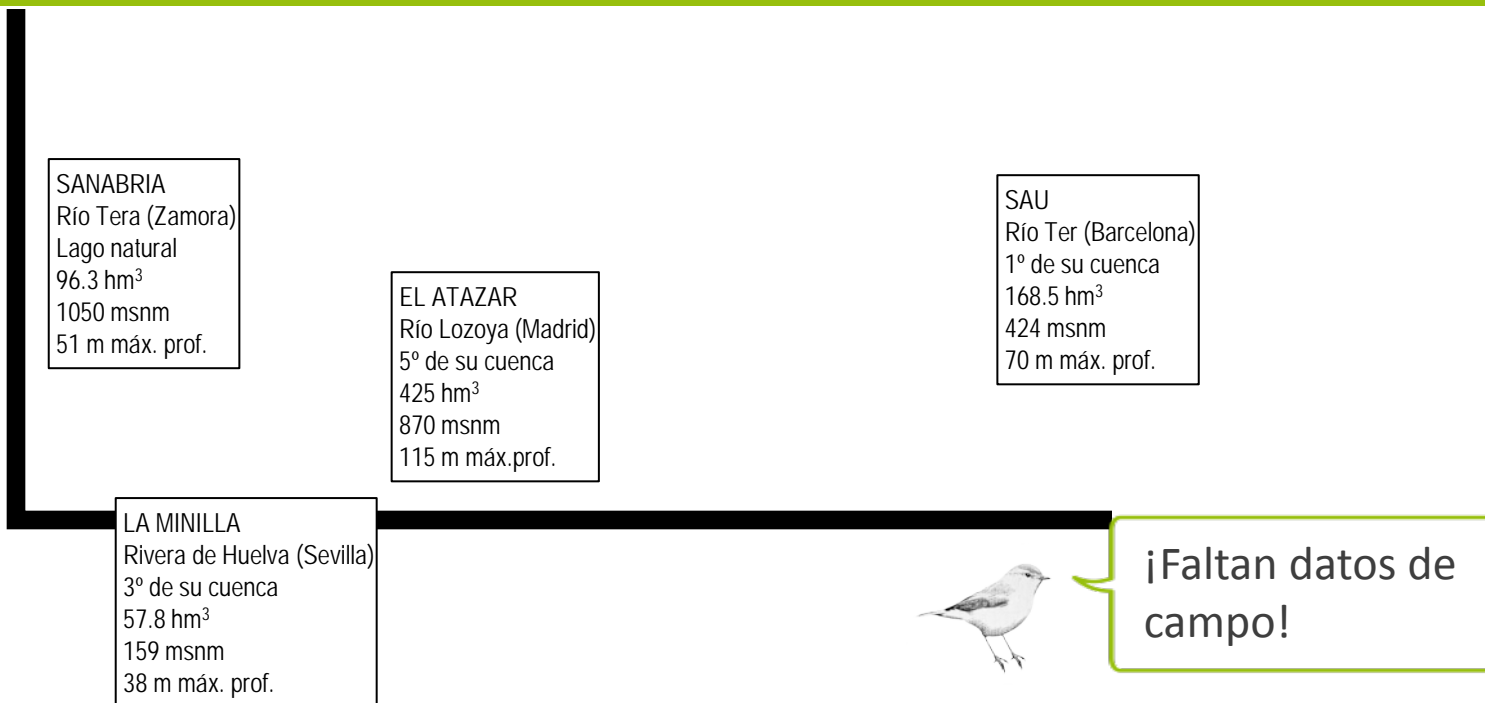 SANABRIA
Río Tera (Zamora)
Lago natural
96.3 hm³
1050 msnm
51 m máx. prof.
EL ATAZAR
Río Lozoya (Madrid)
5º de su cuenca
425 hm³
870 msnm
115 m máx.prof.
SAU
Río Ter (Barcelona)
1º de su cuenca
168.5 hm³
424 msnm
70 m máx. prof.
LA MINILLA
Rivera de Huelva (Sevilla)
3º de su cuenca
57.8 hm³
159 msnm
38 m máx. prof.
¡Faltan datos de
campo!